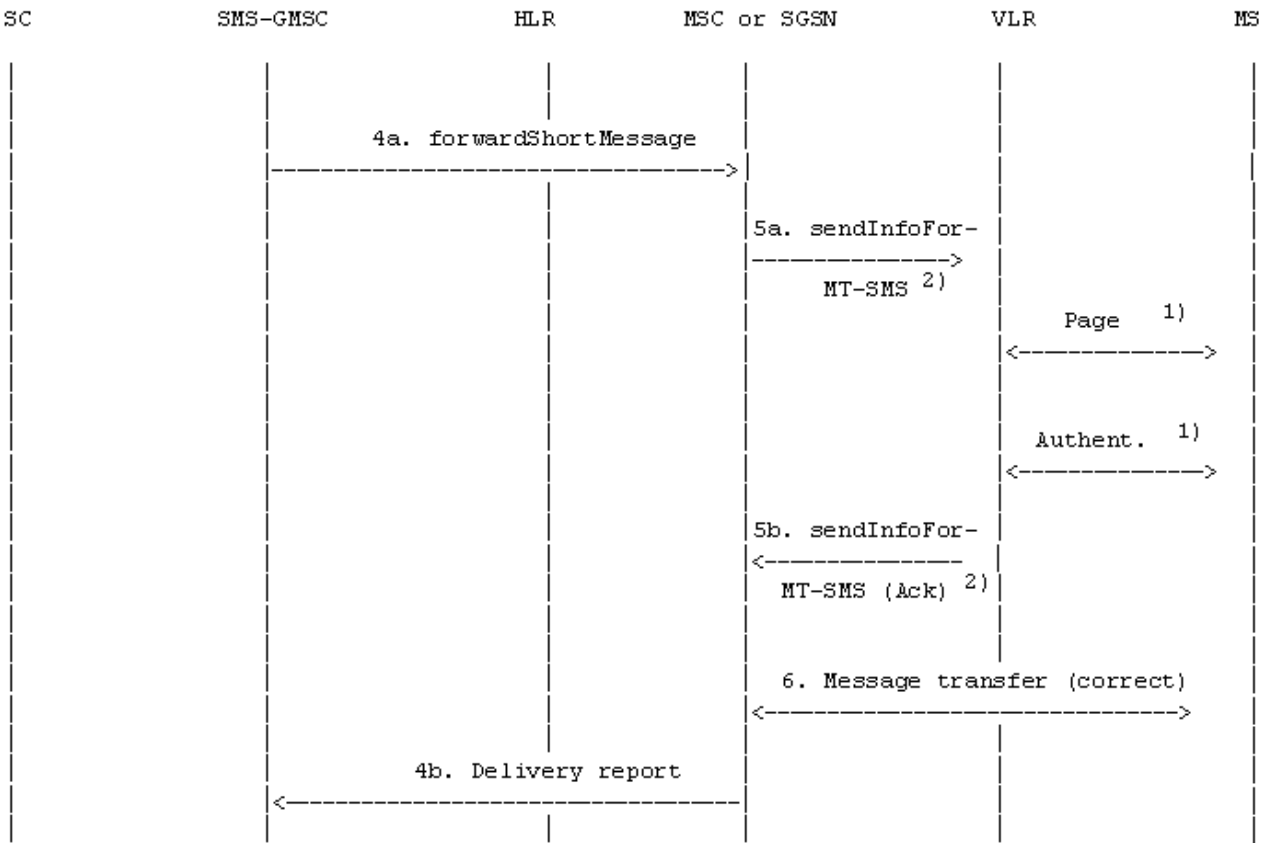 SC SMS-GMSC HLR MSC or SGSN VLR MS
4a. forwardShortMessage
5a. sendInfoFor-
MT-SMS 2)
Page 1)
Authent. 1)
5b. sendInfoFor-
MT-SMS (Ack) 2)
6. Message transfer (correct)
4b. Delivery report